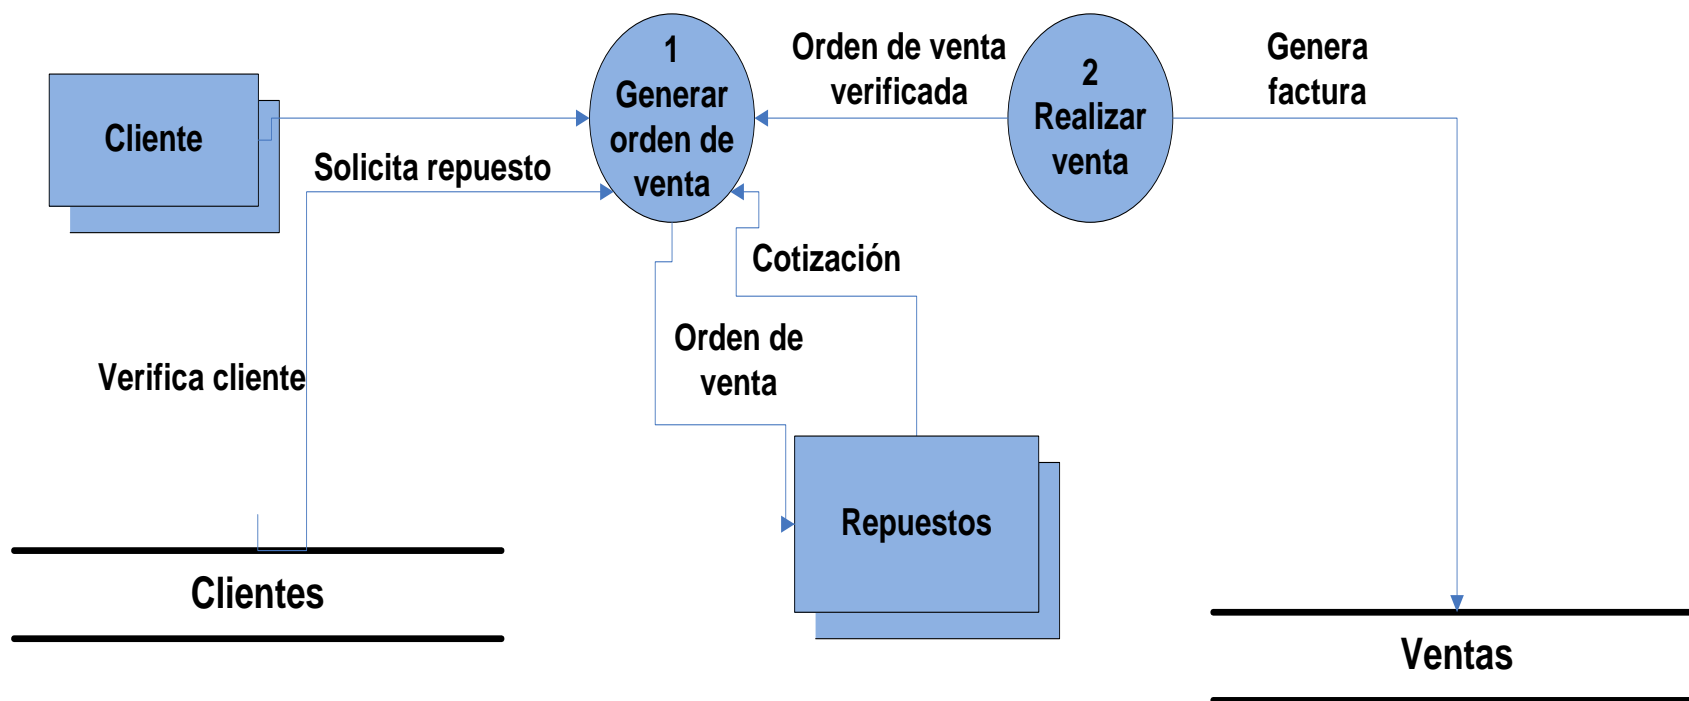 Cliente
Solicita repuesto
1
Generar
orden de
venta
Orden de venta
verificada
2
Realizar
venta
Genera
factura
Cotización
Orden de
venta
Verifica cliente
Repuestos
Clientes
Ventas